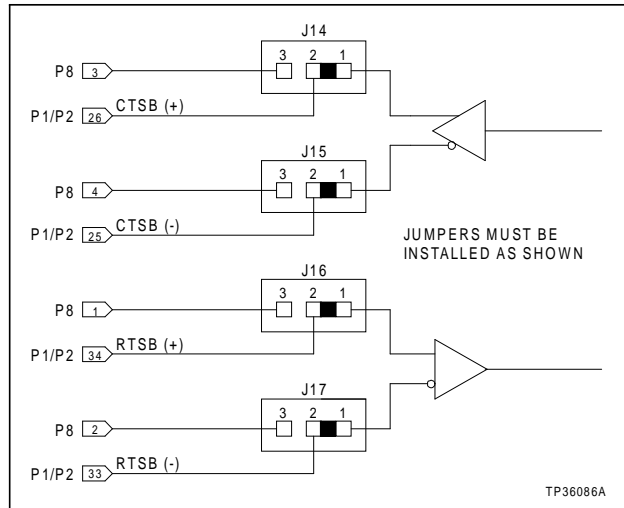 J14
3 2 1
P8 3
P1/P2 26 CTSB (+)
J15
3 2 1
P8 4
P1/P2 25 CTSB (-)
JUMPERS MUST BE
INSTALLED AS SHOWN
J16
3 2 1
P8 1
P1/P2 34 RTSB (+)
J17
3 2 1
P8 2
P1/P2 33 RTSB (-)
TP36086A